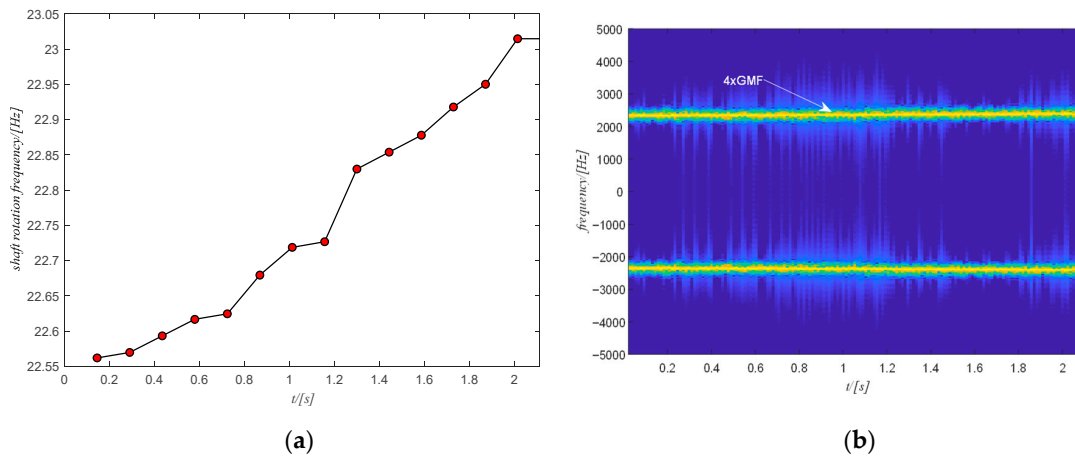 23.05
23
22.95
22.9
22.85
22.8
22.75
22.7
22.65
22.6
22.55
shaft rotation frequency/[Hz]
0 0.2 0.4 0.6 0.8 1 1.2 1.4 1.6 1.8 2
t/[s]
(a)
5000
4000
3000
2000
1000
0
−1000
−2000
−3000
−4000
−5000
frequency/[Hz]
4xGMF
0.2 0.4 0.6 0.8 1 1.2 1.4 1.6 1.8 2
t/[s]
(b)